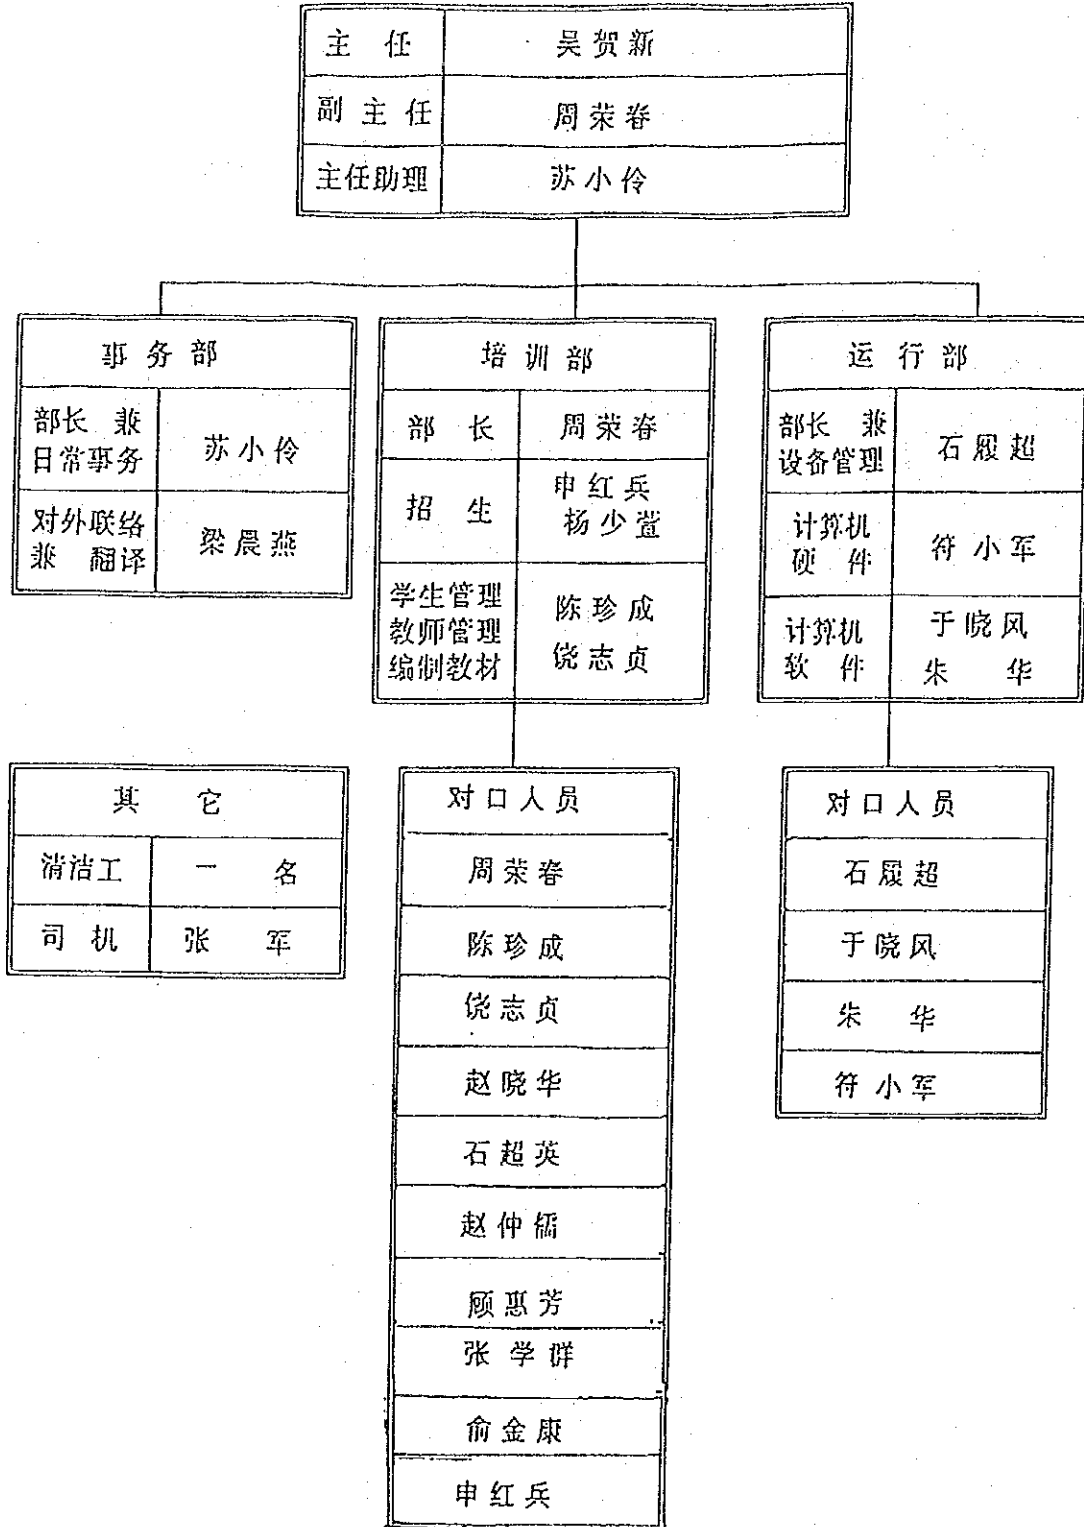 主任 吴贺新
副主任 周荣春
主任助理 苏小伶
事务部
部长 兼
日常事务
苏小伶
对外联络
兼 翻译
梁晨燕
培训部
部长 周荣春
招生
申红兵
杨少萱
学生管理
教师管理
编制教材
陈珍成
饶志贞
运行部
部长 兼
设备管理
石履超
计算机
硬件
符小军
计算机
软件
于晓风
朱华
其它
清洁工 一名
司机 张军
对口人员
周荣春
陈珍成
饶志贞
赵晓华
石超英
赵仲儒
顾惠芳
张学群
俞金康
申红兵
对口人员
石履超
于晓风
朱华
符小军